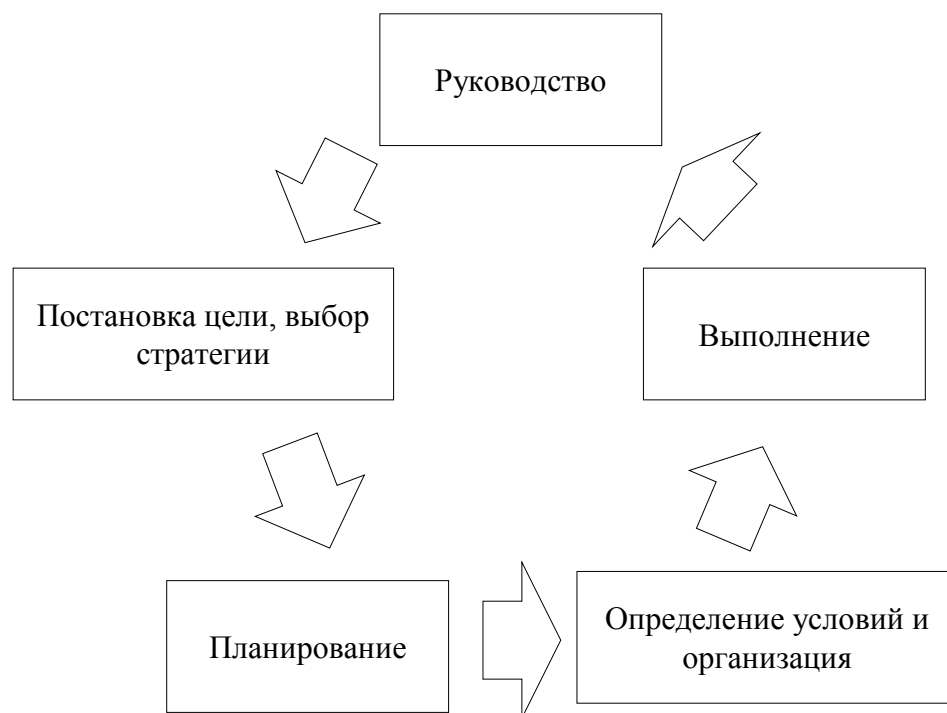 Руководство
Постановка цели, выбор
стратегии
Выполнение
Планирование
Определение условий и
организация